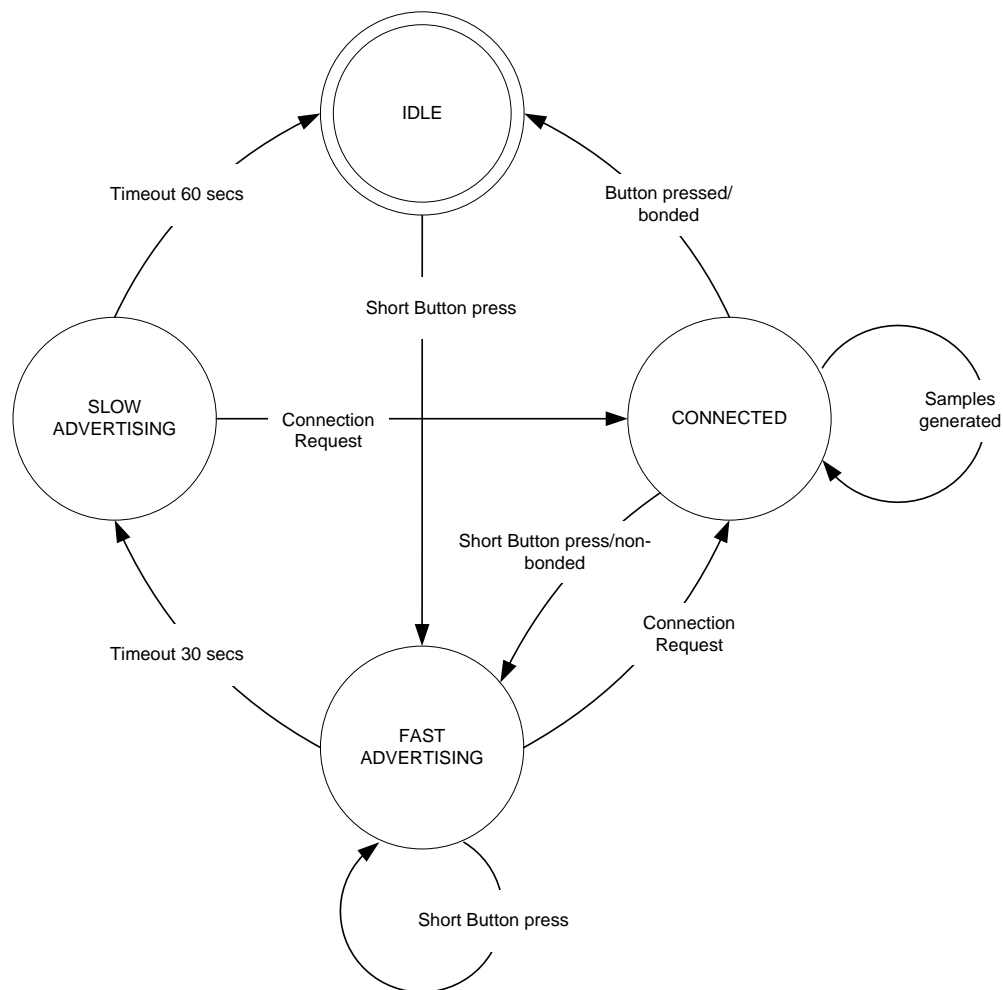 IDLE
Timeout 60 secs
Button pressed/
bonded
Short Button press
SLOW
ADVERTISING
Connection
Request
CONNECTED
Samples
generated
Short Button press/non-
bonded
Connection
Request
Timeout 30 secs
FAST
ADVERTISING
Short Button press